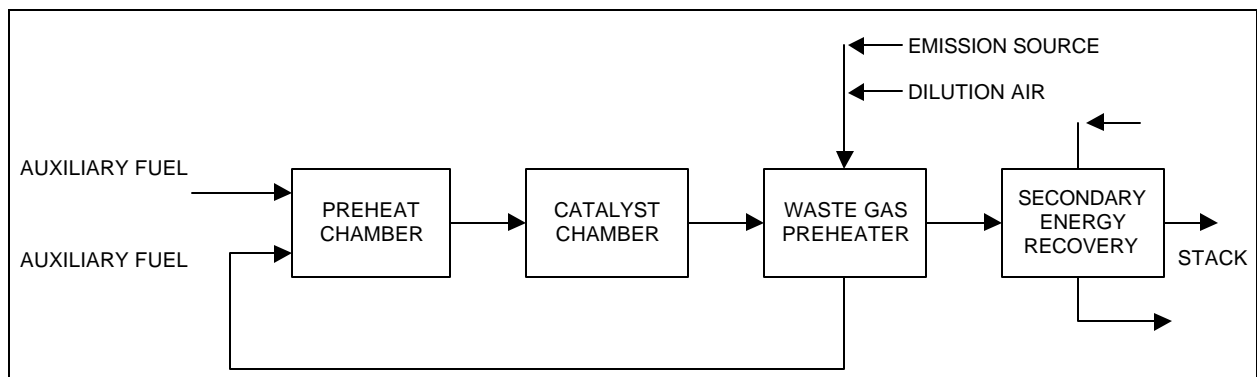 EMISSION SOURCE
DILUTION AIR
AUXILIARY FUEL
AUXILIARY FUEL
PREHEAT
CHAMBER
CATALYST
CHAMBER
WASTE GAS
PREHEATER
SECONDARY
ENERGY
RECOVERY
STACK